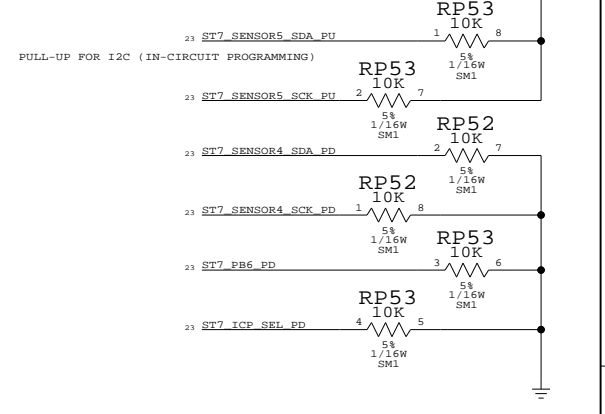 RP53
10K
23 ST7_SENSOR5_SDA_PU 1 8
5%
1/16W
SM1
PULL-UP FOR I2C (IN-CIRCUIT PROGRAMMING)
RP53
10K
23 ST7_SENSOR5_SCK_PU 2 7
5%
1/16W
SM1
RP52
10K
23 ST7_SENSOR4_SDA_PD 2 7
5%
1/16W
SM1
RP52
10K
23 ST7_SENSOR4_SCK_PD 1 8
5%
1/16W
SM1
RP53
10K
23 ST7_PB6_PD 3 6
5%
1/16W
SM1
RP53
10K
23 ST7_ICP_SEL_PD 4 5
5%
1/16W
SM1